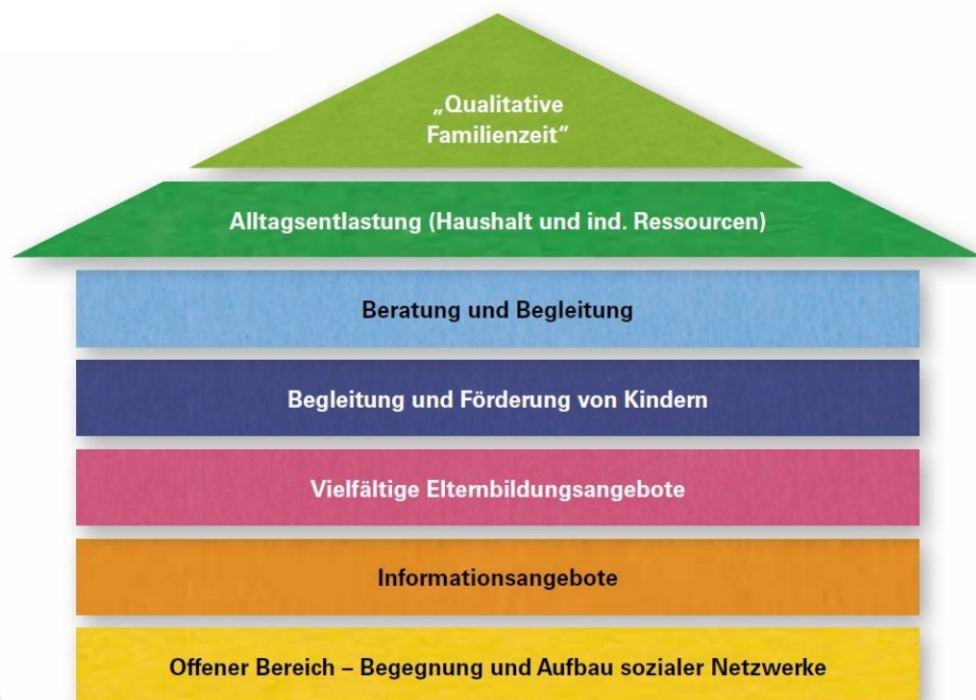 „Qualitative
Familienzeit“
Alltagsentlastung (Haushalt und ind. Ressourcen)
Beratung und Begleitung
Begleitung und Förderung von Kindern
Vielfältige Elternbildungsangebote
Informationsangebote
Offener Bereich – Begegnung und Aufbau sozialer Netzwerke